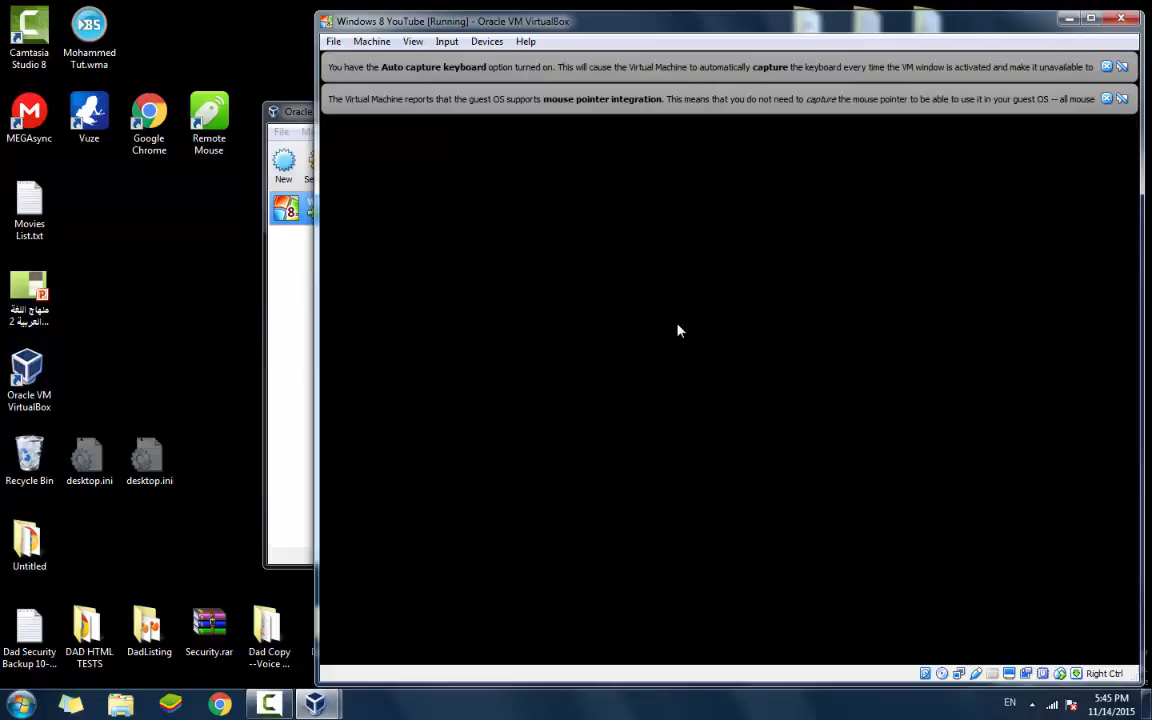 Windows 8 YouTube [Running] - Oracle VM VirtualBox
File Machine View Input Devices Help
You have the Auto capture keyboard option turned on. This will cause the Virtual Machine to automatically capture the keyboard every time the VM window is activated and make it unavailable to
The Virtual Machine reports that the guest OS supports mouse pointer integration. This means that you do not need to capture the mouse pointer to be able to use it in your guest OS -- all mouse
Right Ctrl
Oracle
File
New
8
Camtasia
Studio 8
Mohammed
Tut.wma
MEGAsync
Vuze
Google
Chrome
Remote
Mouse
Movies
List.txt
منهاج اللغة
العربية 2...
Oracle VM
VirtualBox
Recycle Bin
desktop.ini
desktop.ini
Untitled
Dad Security
Backup 10-...
DAD HTML
TESTS
DadListing
Security.rar
Dad Copy
--Voice ...
EN
5:45 PM
11/14/2015